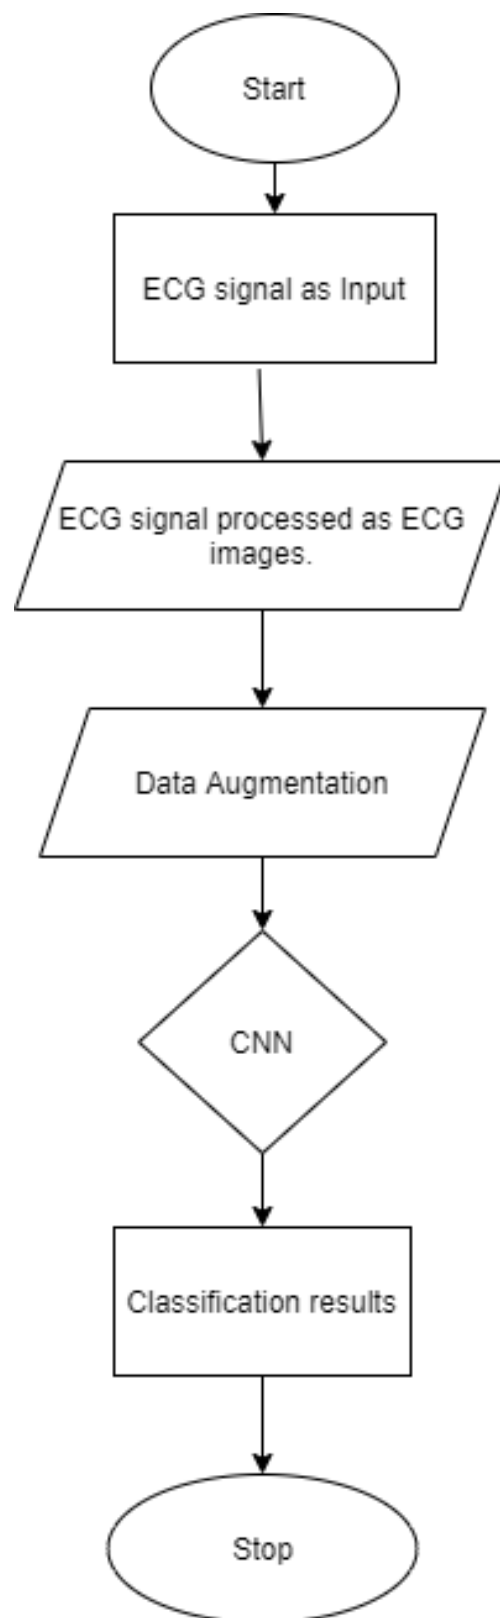 Start
ECG signal as Input
ECG signal processed as ECG
images.
Data Augmentation
CNN
Classification results
Stop